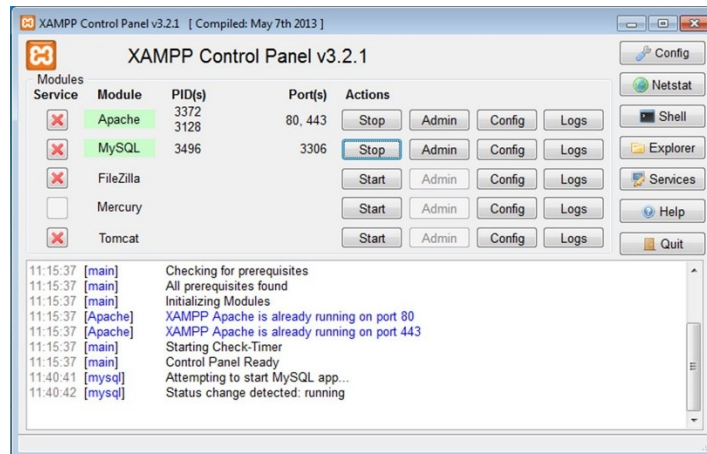 XAMPP Control Panel v3.2.1 [ Compiled: May 7th 2013 ]
XAMPP Control Panel v3.2.1
Config
Modules
Service Module PID(s) Port(s) Actions
Netstat
Apache 3372 3128 80, 443 Stop Admin Config Logs
Shell
MySQL 3496 3306 Stop Admin Config Logs
Explorer
FileZilla Start Admin Config Logs
Services
Mercury Start Admin Config Logs
Help
Tomcat Start Admin Config Logs
Quit
11:15:37 [main] Checking for prerequisites
11:15:37 [main] All prerequisites found
11:15:37 [main] Initializing Modules
11:15:37 [Apache] XAMPP Apache is already running on port 80
11:15:37 [Apache] XAMPP Apache is already running on port 443
11:15:37 [main] Starting Check-Timer
11:15:37 [main] Control Panel Ready
11:40:41 [mysql] Attempting to start MySQL app...
11:40:42 [mysql] Status change detected: running